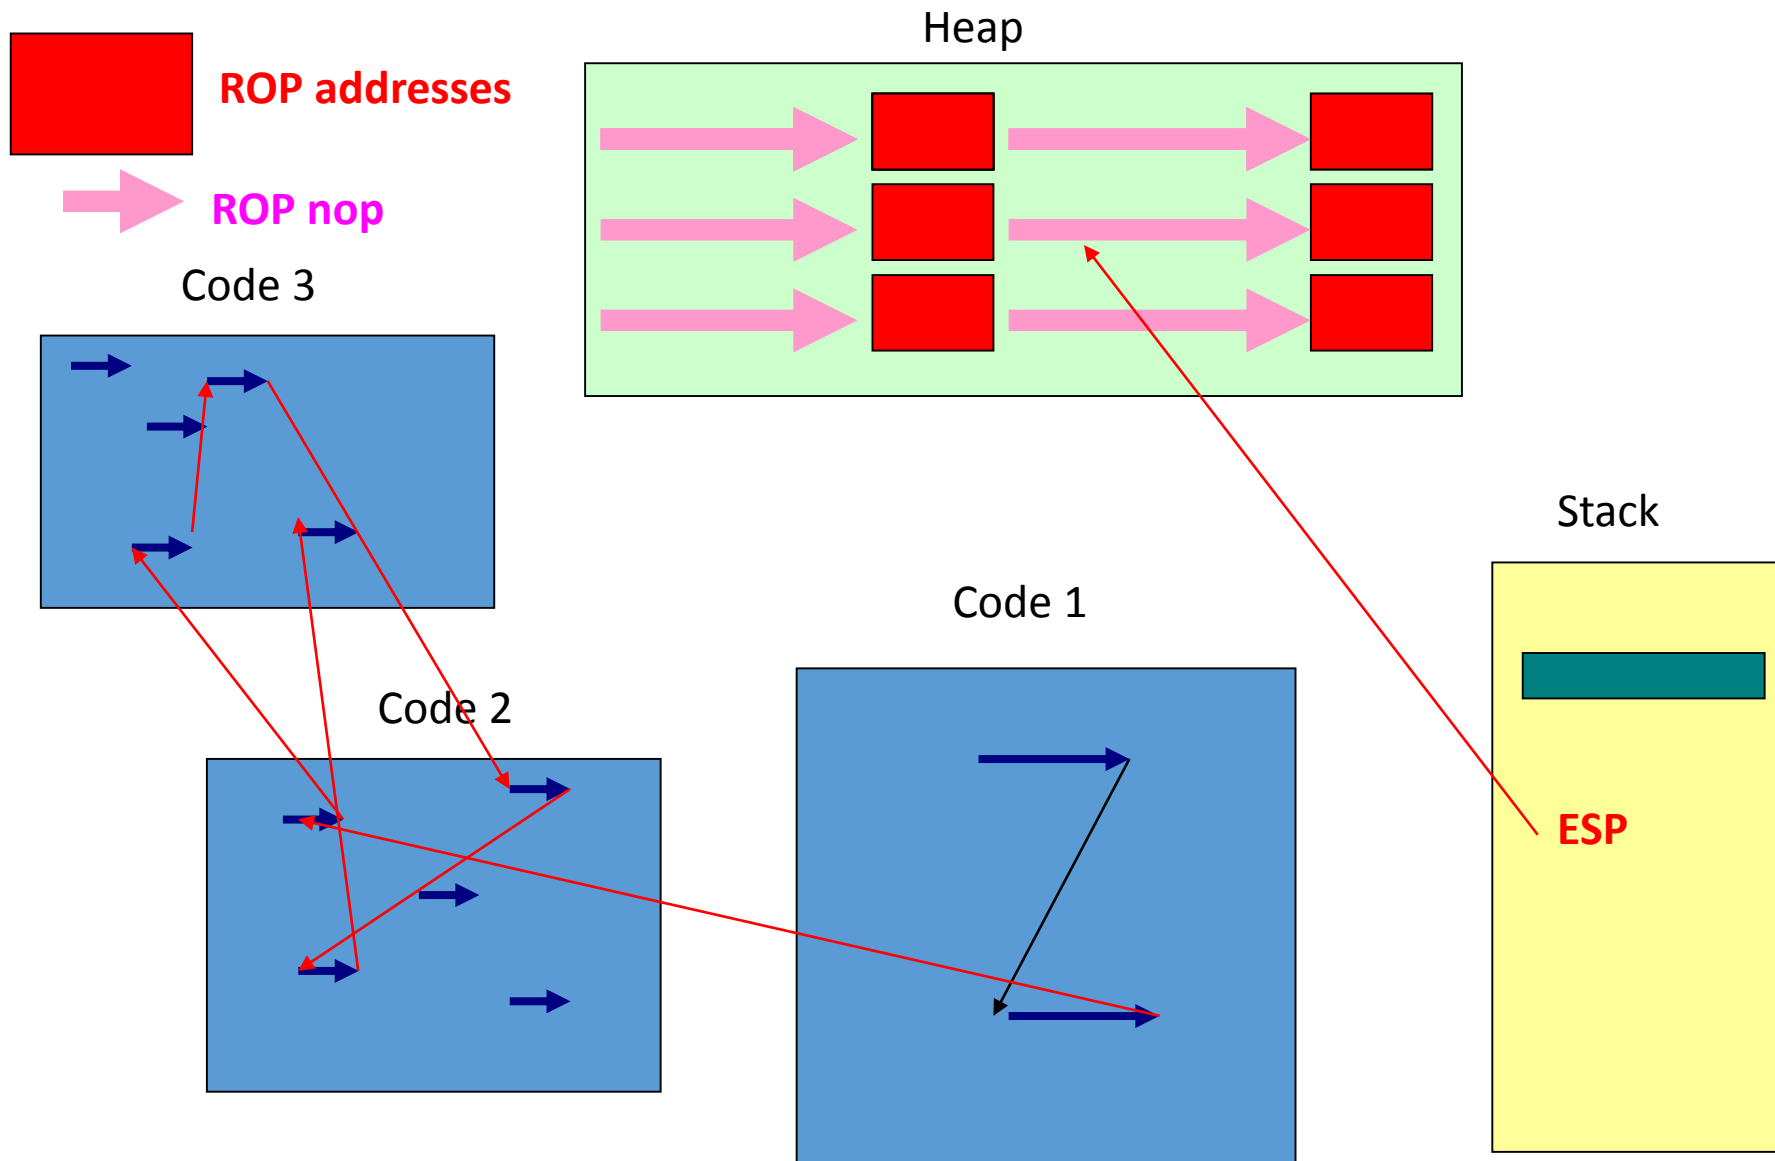 Heap
ROP addresses
ROP nop
Code 3
Stack
Code 1
Code 2
ESP